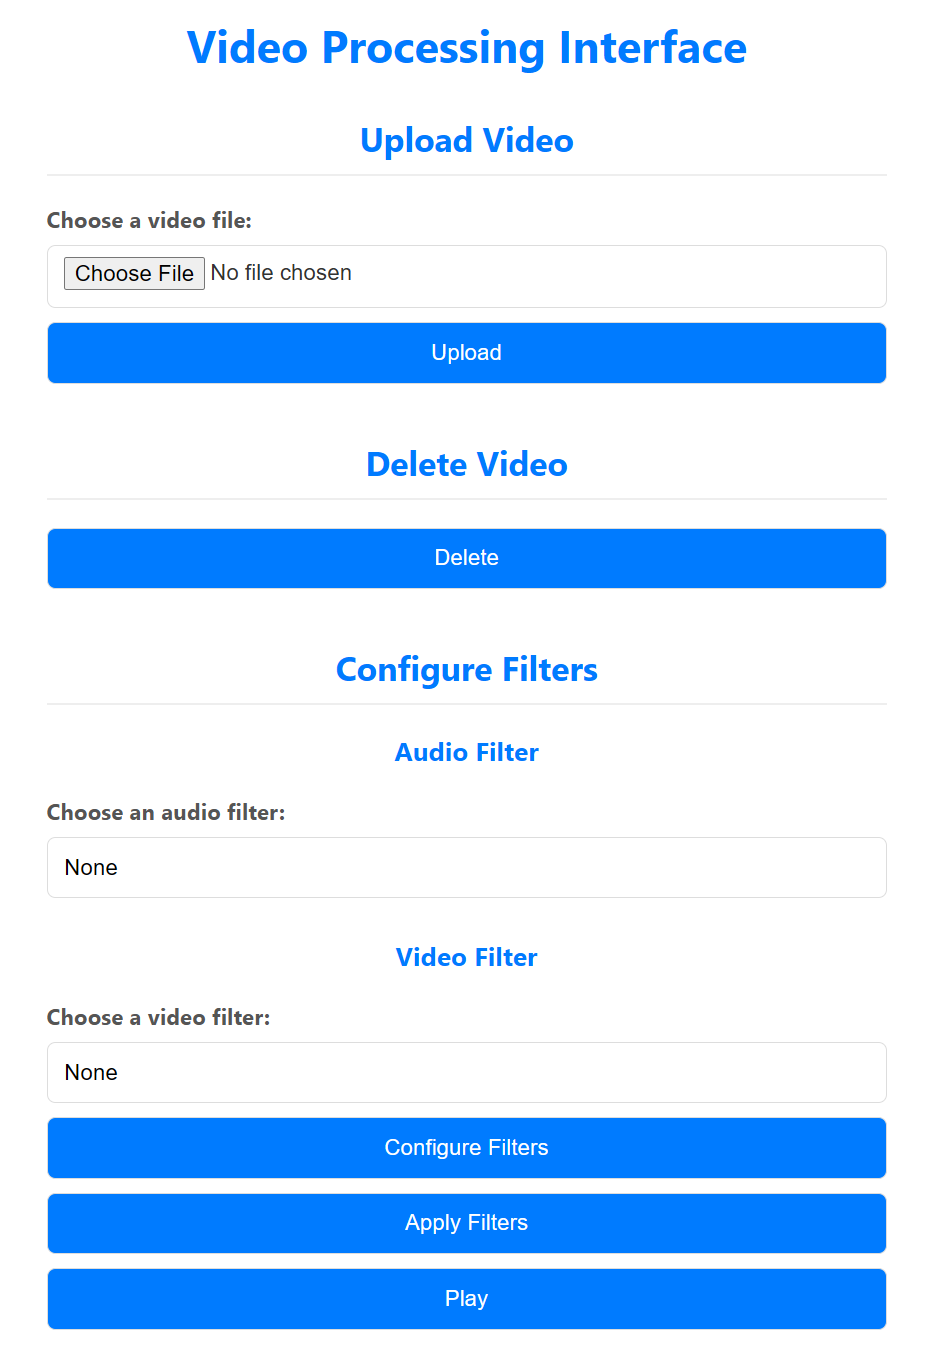 Video Processing Interface
Upload Video
Choose a video file:
Choose File No file chosen
Upload
Delete Video
Delete
Configure Filters
Audio Filter
Choose an audio filter:
None
Video Filter
Choose a video filter:
None
Configure Filters
Apply Filters
Play